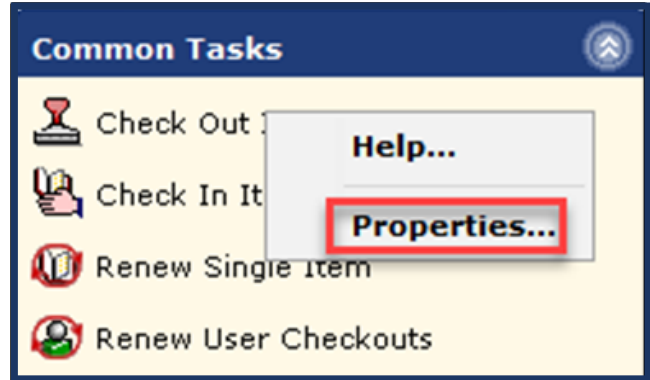 Common Tasks
Check Out
Help...
Check In
Properties...
Renew Single Item
Renew User Checkouts